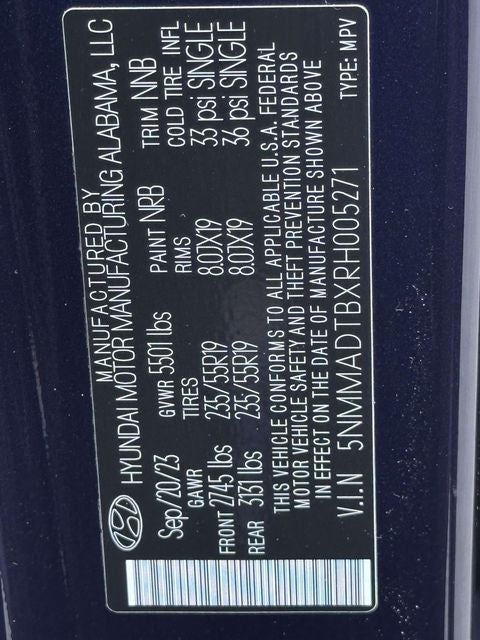 MANUFACTURED BY
HYUNDAI MOTOR MANUFACTURING ALABAMA, LLC
Sep/20/23 GVWR 5501 lbs PAINT NRB TRIM NNB
GAWR TIRES RIMS COLD TIRE INFL
FRONT 2745 lbs 235/55R19 8.0JX19 33 psi SINGLE
REAR 3131 lbs 235/55R19 8.0JX19 36 psi SINGLE
THIS VEHICLE CONFORMS TO ALL APPLICABLE U.S.A. FEDERAL
MOTOR VEHICLE SAFETY AND THEFT PREVENTION STANDARDS
IN EFFECT ON THE DATE OF MANUFACTURE SHOWN ABOVE
V.I.N 5NMMADTBXRH005271 TYPE: MPV